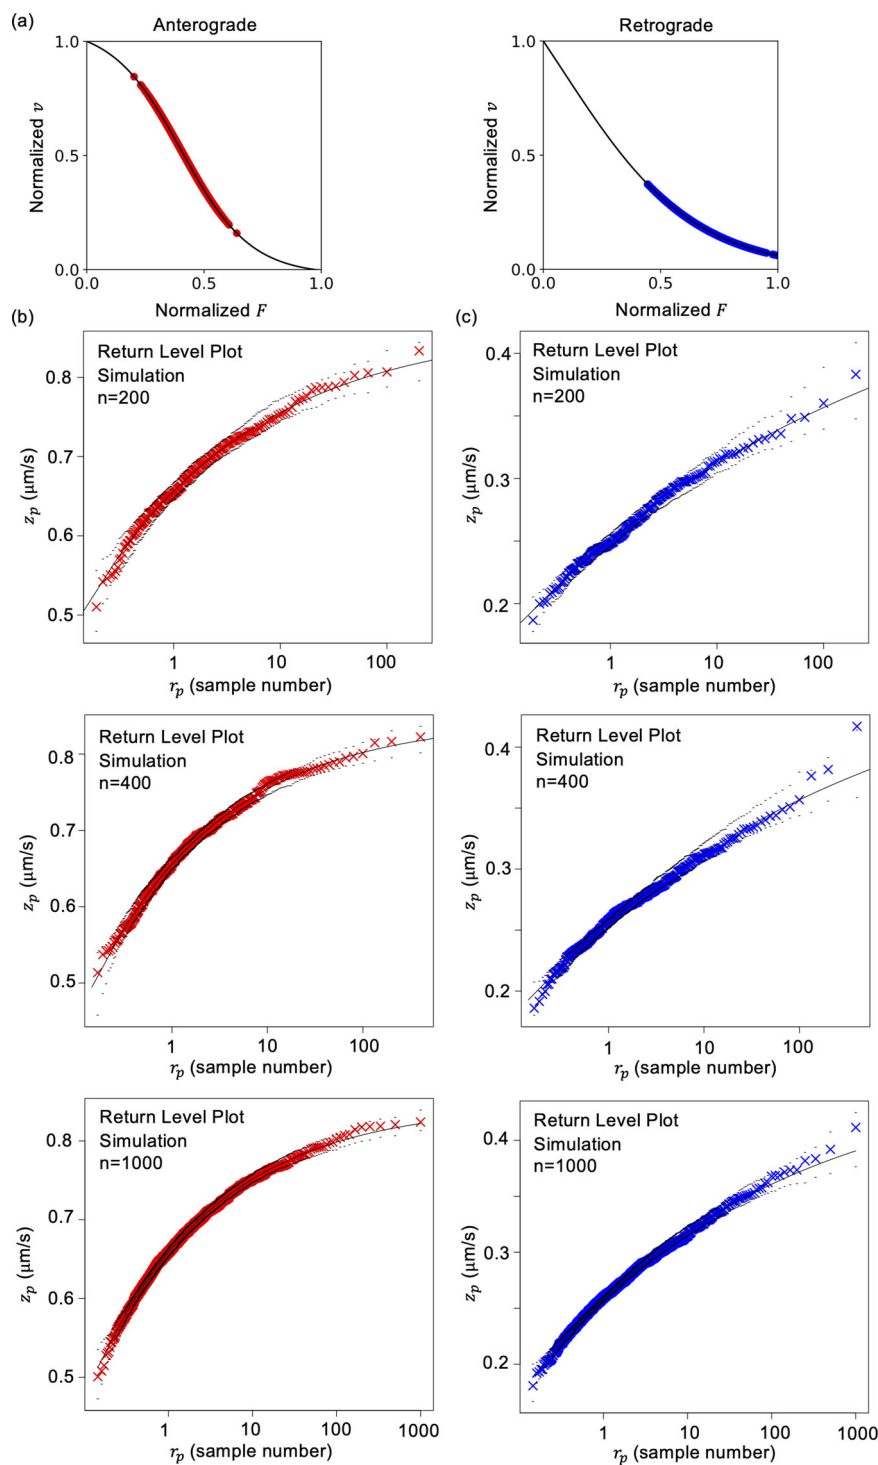 (a)
Anterograde
1.0
0.5
0.0
Normalized v
0.0
0.5
1.0
Normalized F
Retrograde
1.0
0.5
0.0
Normalized v
0.0
0.5
1.0
Normalized F
(b)
Return Level Plot
Simulation
n=200
0.8
0.7
0.6
0.5
z_p (μm/s)
1
10
100
r_p (sample number)
(c)
Return Level Plot
Simulation
n=200
0.4
0.3
0.2
z_p (μm/s)
1
10
100
r_p (sample number)
Return Level Plot
Simulation
n=400
0.8
0.7
0.6
0.5
z_p (μm/s)
1
10
100
r_p (sample number)
Return Level Plot
Simulation
n=400
0.4
0.3
0.2
z_p (μm/s)
1
10
100
r_p (sample number)
Return Level Plot
Simulation
n=1000
0.8
0.7
0.6
0.5
z_p (μm/s)
1
10
100
1000
r_p (sample number)
Return Level Plot
Simulation
n=1000
0.4
0.3
0.2
z_p (μm/s)
1
10
100
1000
r_p (sample number)